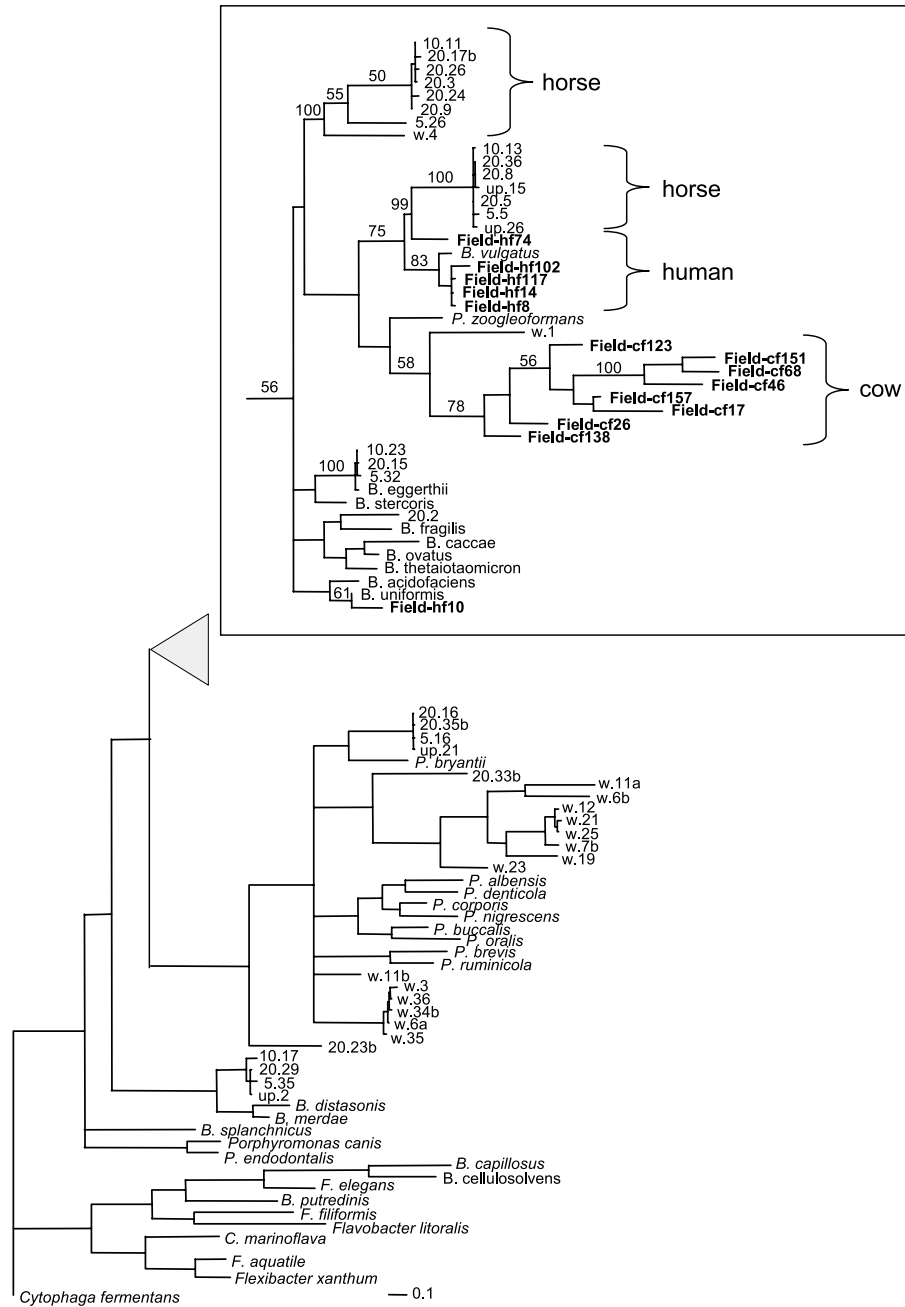 10.11
20.17b
50
20.26
20.3
horse
55
20.24
100
20.9
5.26
w.4
10.13
20.36
20.8
100
up.15
horse
20.5
99
5.5
up.26
75
Field-hf74
B. vulgatus
83
Field-hf102
human
Field-hf117
Field-hf14
Field-hf8
P. zoogleoformans
w.1
Field-cf123
58
56
Field-cf151
100
Field-cf68
Field-cf46
56
cow
Field-cf157
78
Field-cf17
Field-cf26
Field-cf138
10.23
20.15
100
5.32
B. eggerthii
B. stercoris
20.2
B. fragilis
B. caccae
B. ovatus
B. thetaiotaomicron
B. acidofaciens
61
B. uniformis
Field-hf10
20.16
20.35b
5.16
up.21
P. bryantii
20.33b
w.11a
w.6b
w.12
w.21
w.25
w.7b
w.19
w.23
P. albensis
P. denticola
P. corporis
P. nigrescens
P. buccalis
P. oralis
P. brevis
P. ruminicola
w.11b
w.3
w.36
w.34b
w.6a
w.35
20.23b
10.17
20.29
5.35
up.2
B. distasonis
B. merdae
B. splanchnicus
Porphyromonas canis
P. endodontalis
B. capillosus
B. cellulosolvens
F. elegans
B. putredinis
F. filiformis
Flavobacter litoralis
C. marinoflava
F. aquatile
Flexibacter xanthum
Cytophaga fermentans
0.1